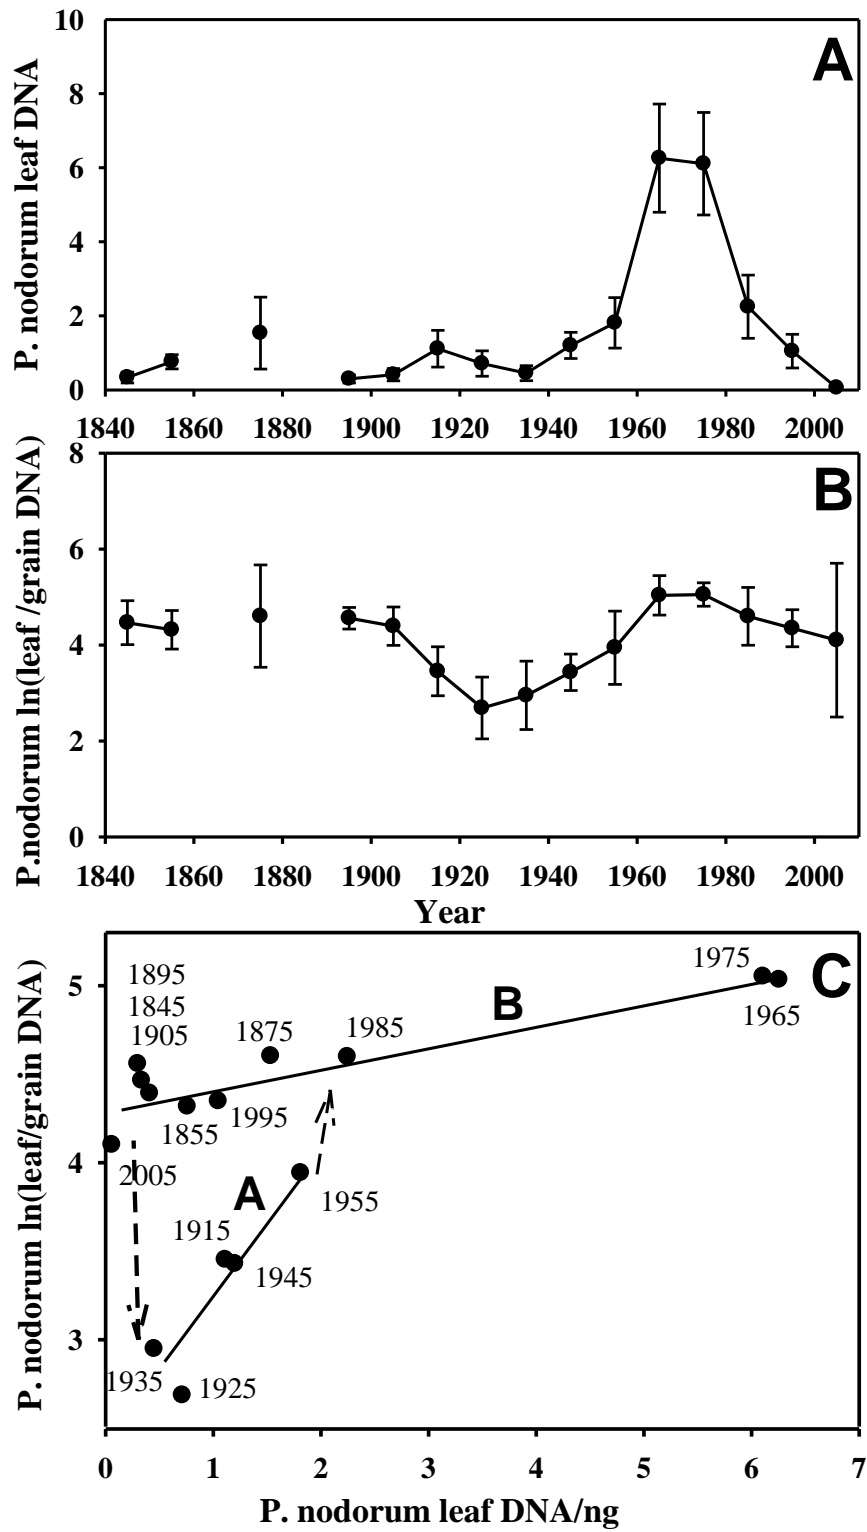 10
A
8
6
4
2
0
P. nodorum leaf DNA
1840 1860 1880 1900 1920 1940 1960 1980 2000
8
B
6
4
2
0
P.nodorum ln(leaf /grain DNA)
1840 1860 1880 1900 1920 1940 1960 1980 2000
Year
C
1895
1845
1905
1875
1985
B
1975
1965
5
1855
1995
4
2005
A
1955
1915
1945
3
1935
1925
P. nodorum ln(leaf/grain DNA)
0 1 2 3 4 5 6 7
P. nodorum leaf DNA/ng